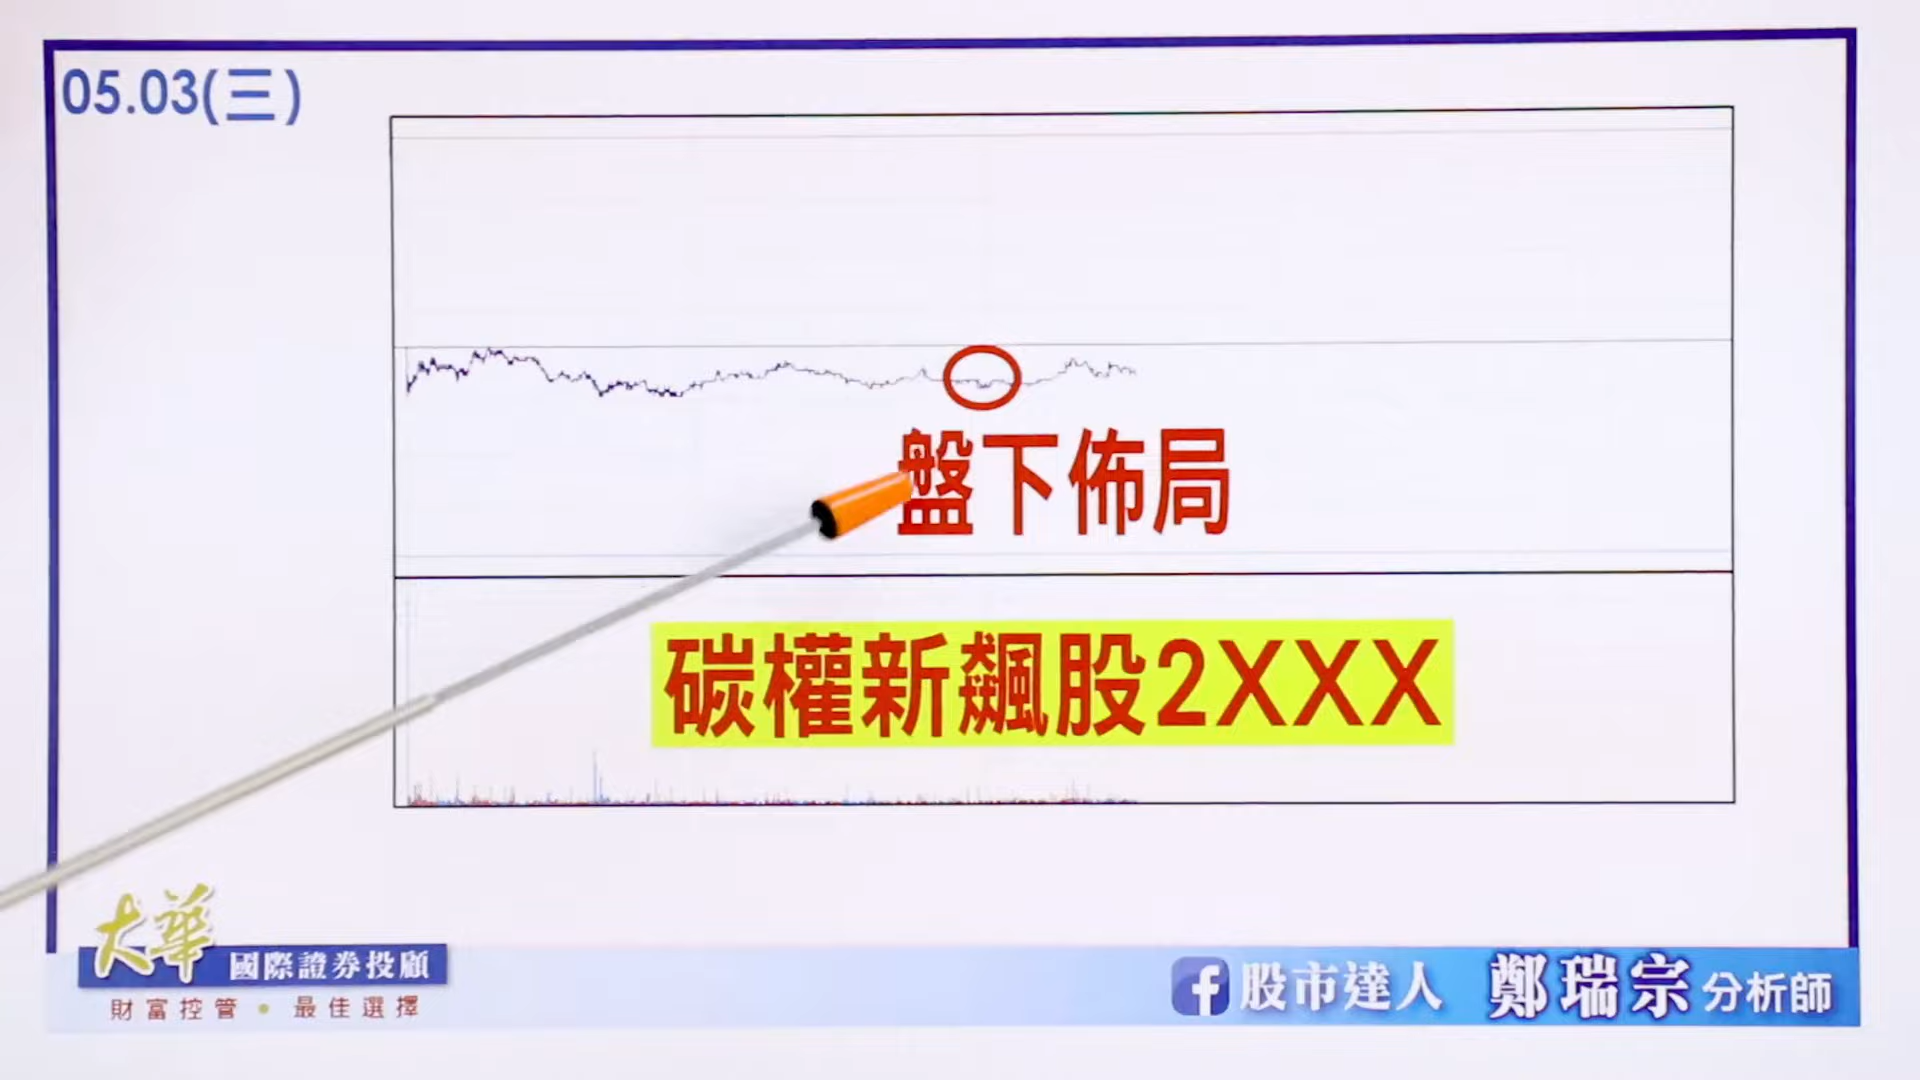 05.03(三)
盤下佈局
碳權新飆股2XXX
大華
國際證券投顧
財富控管•最佳選擇
股市達人 鄭瑞宗 分析師